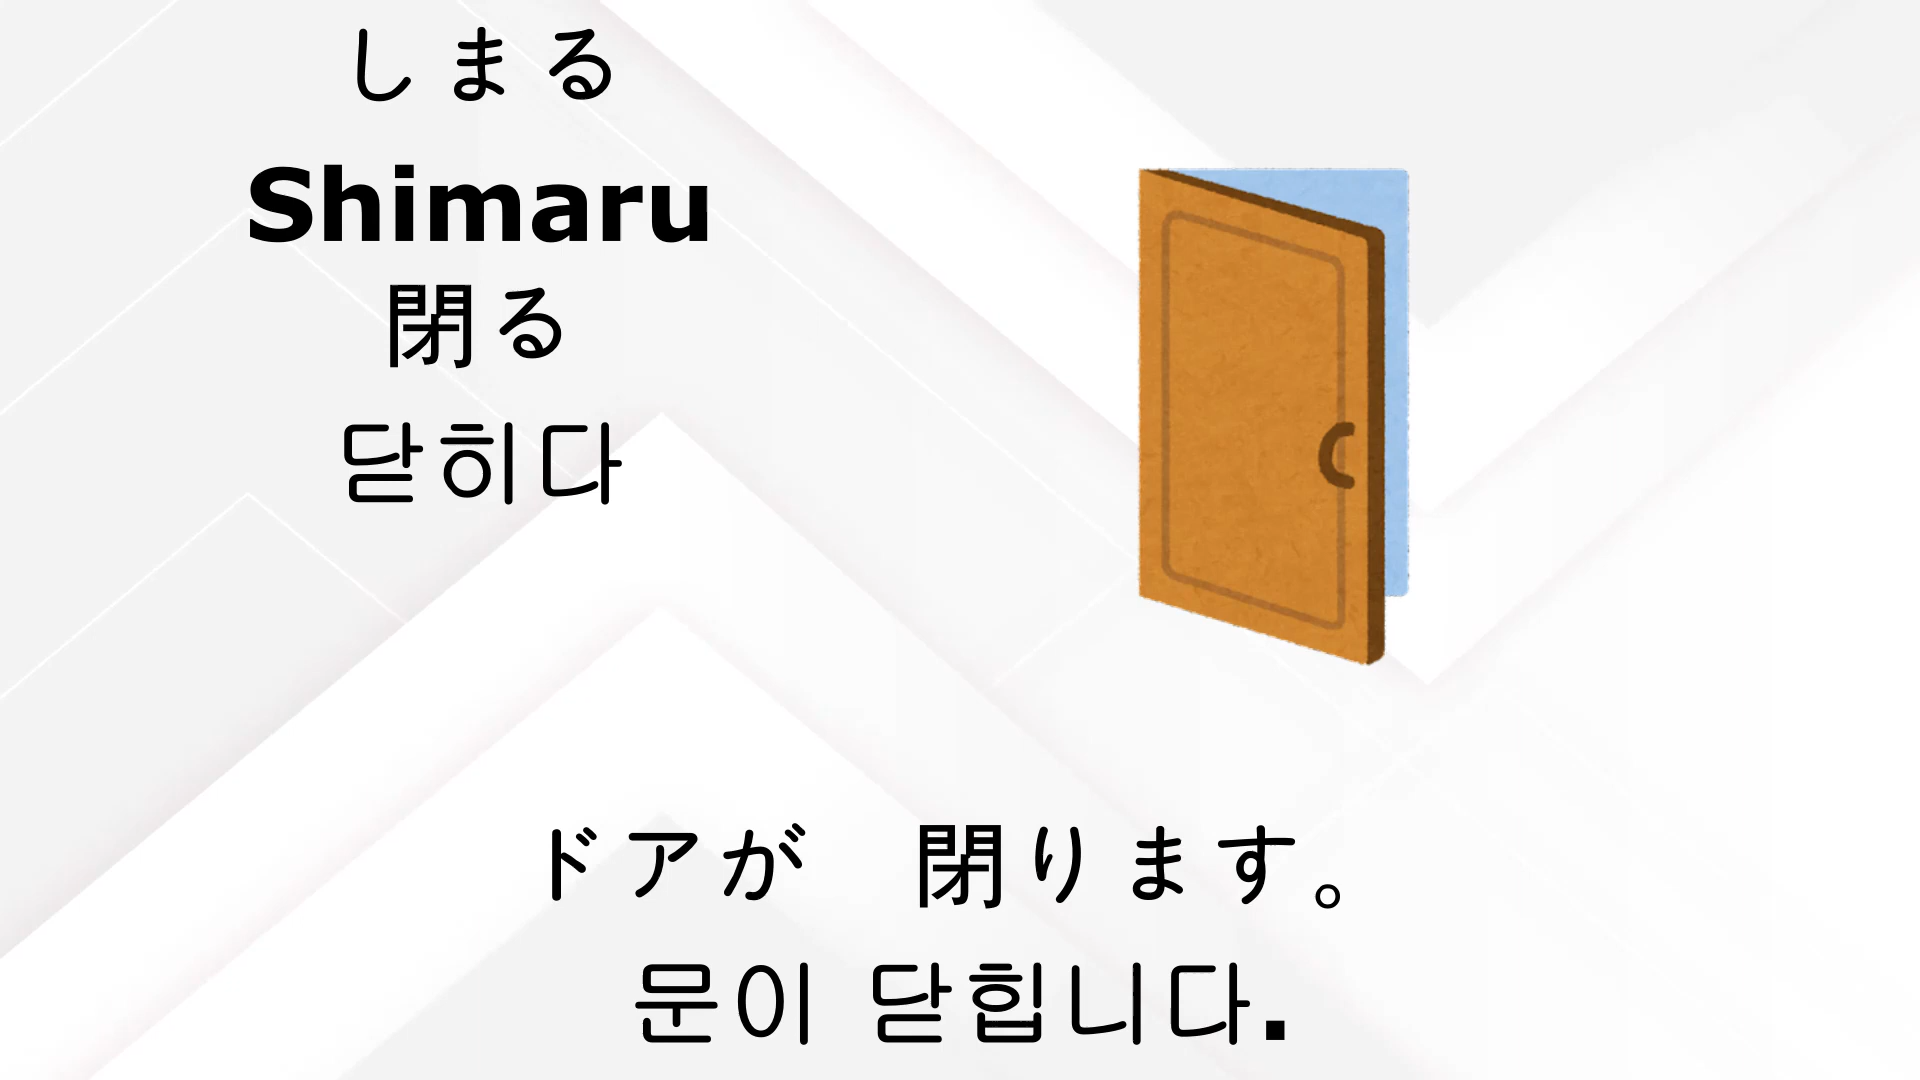 しまる
Shimaru
閉る
닫히다
ドアが　閉ります。
문이 닫힙니다.